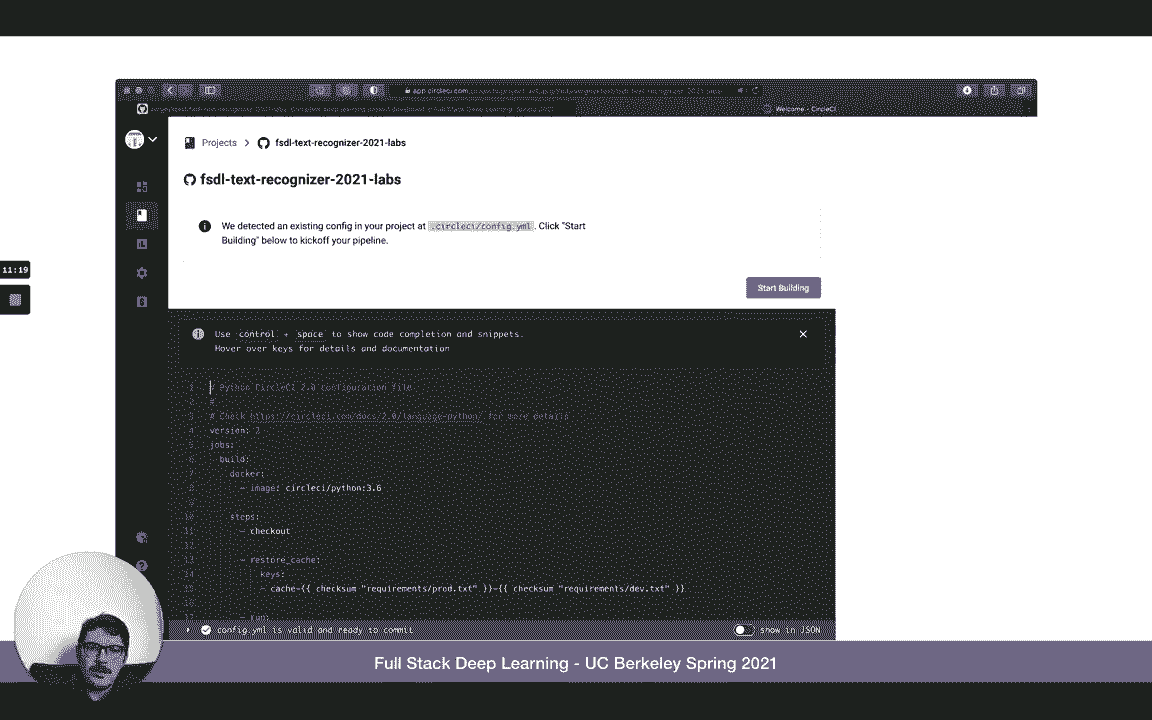 Welcome - CircleCI
Projects > fsdl-text-recognizer-2021-labs
fsdl-text-recognizer-2021-labs
We detected an existing config in your project at .circleci/config.yml. Click "Start
Building" below to kickoff your pipeline.
11:19
Start Building
Use control + space to show code completion and snippets.
Hover over keys for details and documentation
1 # Python CircleCI 2.0 configuration file
2 #
3 # Check https://circleci.com/docs/2.0/language-python/ for more details
4 version: 2
5 jobs:
6 build:
7 docker:
8 - image: circleci/python:3.6
9
10 steps:
11 - checkout
12
13 - restore_cache:
14 keys:
15 - cache-{{ checksum "requirements/prod.txt" }}-{{ checksum "requirements/dev.txt" }}
16
17 - run:
config.yml is valid and ready to commit
show in JSON
Full Stack Deep Learning - UC Berkeley Spring 2021